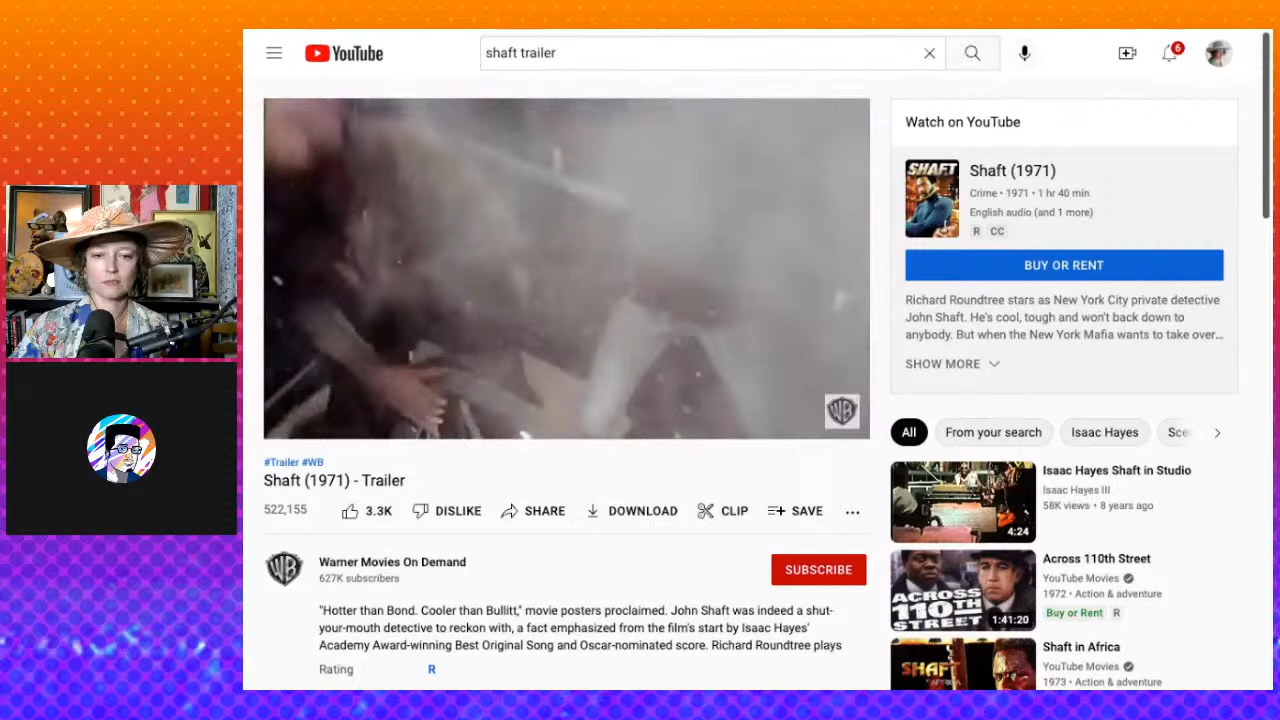 YouTube
shaft trailer
6
WB
#Trailer #WB
Shaft (1971) - Trailer
522,155
3.3K
DISLIKE
SHARE
DOWNLOAD
CLIP
SAVE
WB
Warner Movies On Demand
627K subscribers
SUBSCRIBE
"Hotter than Bond. Cooler than Bullitt," movie posters proclaimed. John Shaft was indeed a shut-
your-mouth detective to reckon with, a fact emphasized from the film's start by Isaac Hayes'
Academy Award-winning Best Original Song and Oscar-nominated score. Richard Roundtree plays
Rating R
Watch on YouTube
SHAFT
Shaft (1971)
Crime • 1971 • 1 hr 40 min
English audio (and 1 more)
R CC
BUY OR RENT
Richard Roundtree stars as New York City private detective
John Shaft. He's cool, tough and won't back down to
anybody. But when the New York Mafia wants to take over...
SHOW MORE
All
From your search
Isaac Hayes
Sce
4:24
Isaac Hayes Shaft in Studio
Isaac Hayes III
58K views • 8 years ago
ACROSS
110TH
STREET
1:41:20
Across 110th Street
YouTube Movies
1972 • Action & adventure
Buy or Rent R
SHAFT
Shaft in Africa
YouTube Movies
1973 • Action & adventure